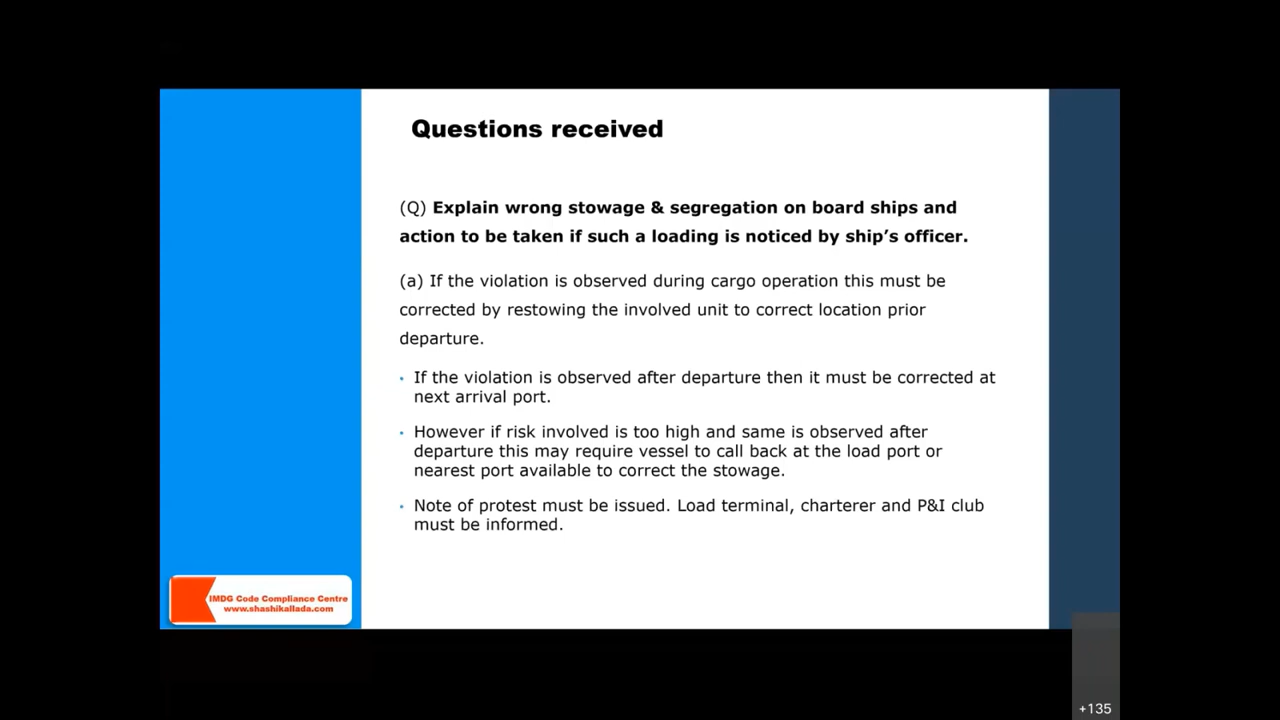 Questions received
(Q) Explain wrong stowage & segregation on board ships and
action to be taken if such a loading is noticed by ship's officer.
(a) If the violation is observed during cargo operation this must be
corrected by restowing the involved unit to correct location prior
departure.
• If the violation is observed after departure then it must be corrected at
next arrival port.
• However if risk involved is too high and same is observed after
departure this may require vessel to call back at the load port or
nearest port available to correct the stowage.
• Note of protest must be issued. Load terminal, charterer and P&I club
must be informed.
IMDG Code Compliance Centre
www.shashikallada.com
+135